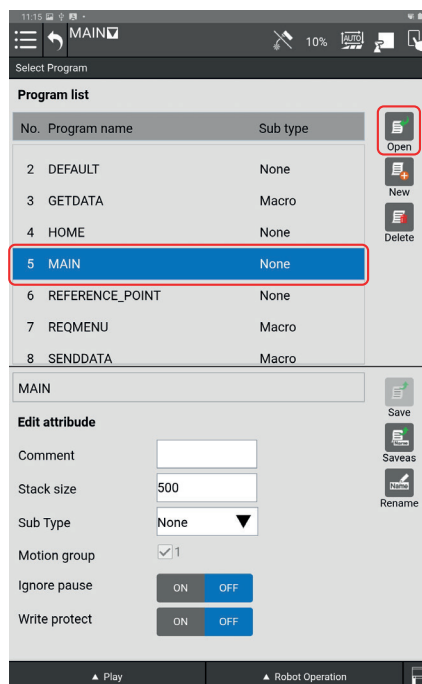 11:15
MAIN
10%
AUTO
Select Program
Program list
No. Program name Sub type
Open
2 DEFAULT None
New
3 GETDATA Macro
4 HOME None
Delete
5 MAIN None
6 REFERENCE_POINT None
7 REQMENU Macro
8 SENDDATA Macro
MAIN
Save
Edit attribude
Comment
Saveas
Stack size 500
Name
Rename
Sub Type None
Motion group 1
Ignore pause ON OFF
Write protect ON OFF
Play Robot Operation